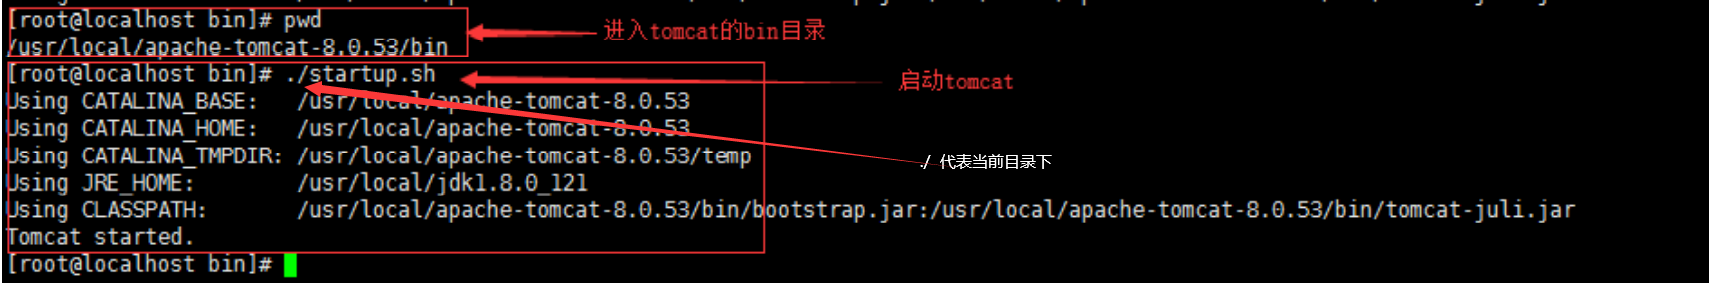 [root@localhost bin]# pwd
/usr/local/apache-tomcat-8.0.53/bin
进入tomcat的bin目录
[root@localhost bin]# ./startup.sh
启动tomcat
Using CATALINA_BASE:   /usr/local/apache-tomcat-8.0.53
Using CATALINA_HOME:   /usr/local/apache-tomcat-8.0.53
Using CATALINA_TMPDIR: /usr/local/apache-tomcat-8.0.53/temp
./ 代表当前目录下
Using JRE_HOME:        /usr/local/jdk1.8.0_121
Using CLASSPATH:       /usr/local/apache-tomcat-8.0.53/bin/bootstrap.jar:/usr/local/apache-tomcat-8.0.53/bin/tomcat-juli.jar
Tomcat started.
[root@localhost bin]#